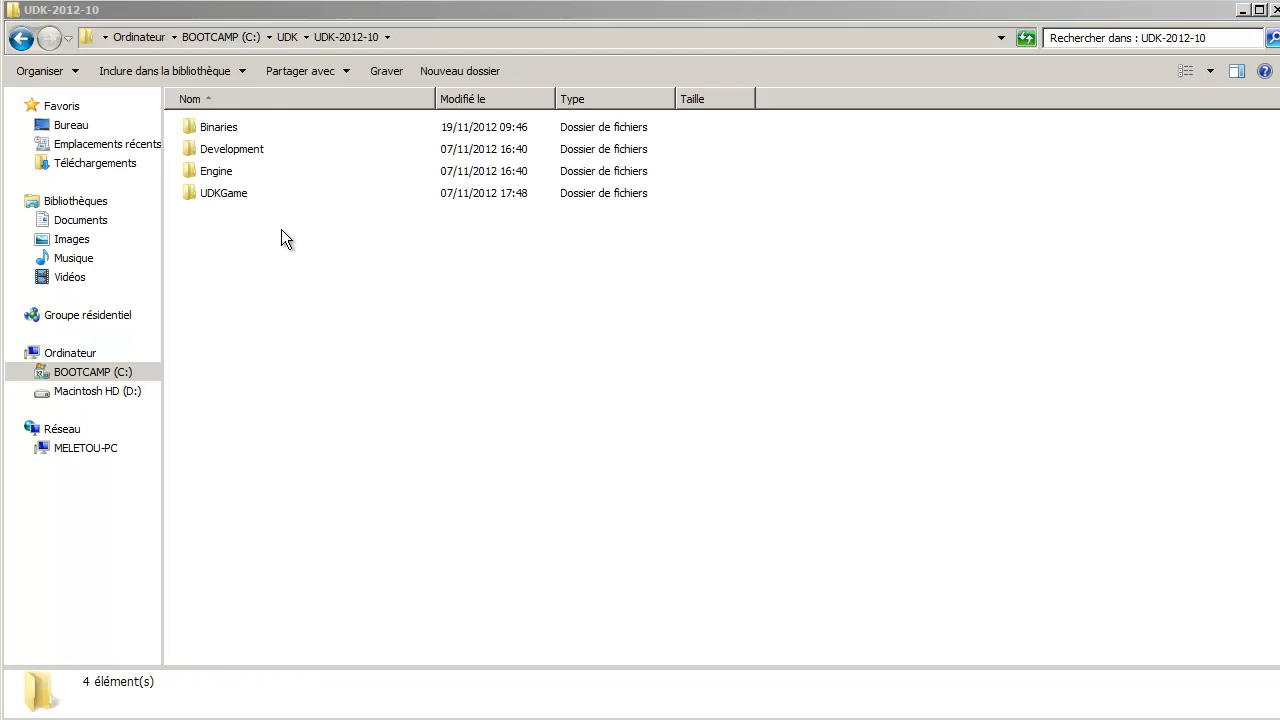 UDK-2012-10
Ordinateur BOOTCAMP (C:) UDK UDK-2012-10
Rechercher dans : UDK-2012-10
Organiser Inclure dans la bibliothèque Partager avec Graver Nouveau dossier
Favoris
Bureau
Emplacements récents
Téléchargements
Bibliothèques
Documents
Images
Musique
Vidéos
Groupe résidentiel
Ordinateur
BOOTCAMP (C:)
Macintosh HD (D:)
Réseau
MELETOU-PC
Nom Modifié le Type Taille
Binaries 19/11/2012 09:46 Dossier de fichiers
Development 07/11/2012 16:40 Dossier de fichiers
Engine 07/11/2012 16:40 Dossier de fichiers
UDKGame 07/11/2012 17:48 Dossier de fichiers
4 élément(s)